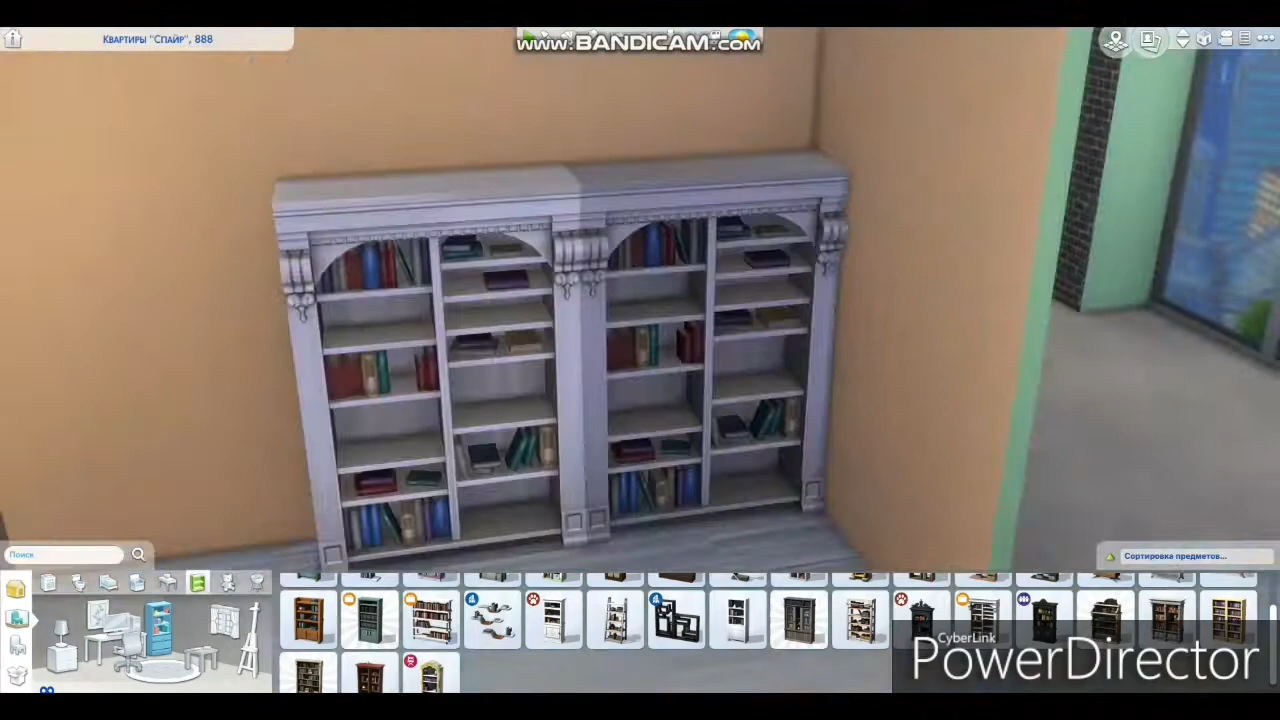 Квартиры "Спайр", 888
www.BANDICAM.com
Поиск
Сортировка предметов...
CyberLink
PowerDirector